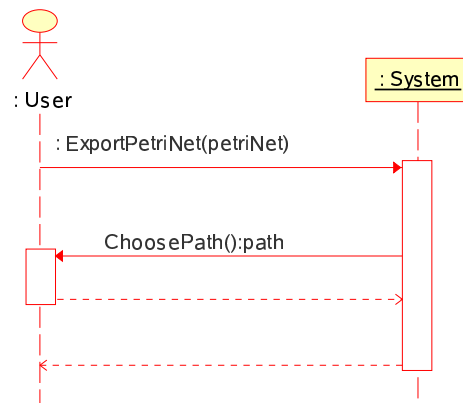 : User
: System
: ExportPetriNet(petriNet)
ChoosePath():path